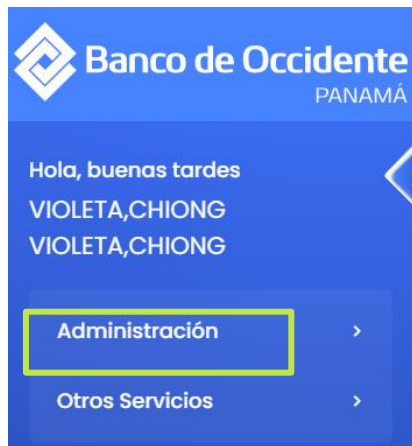 Banco de Occidente
PANAMÁ
Hola, buenas tardes
VIOLETA,CHIONG
VIOLETA,CHIONG
Administración
Otros Servicios